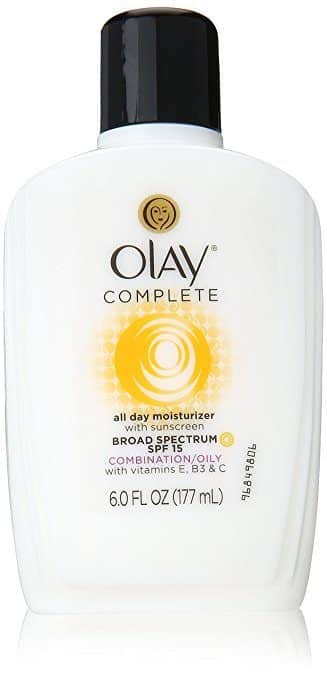 OLAY®
COMPLETE
all day moisturizer
with sunscreen
BROAD SPECTRUM
SPF 15
COMBINATION/OILY
with vitamins E, B3 & C
6.0 FL OZ (177 mL)
96849806